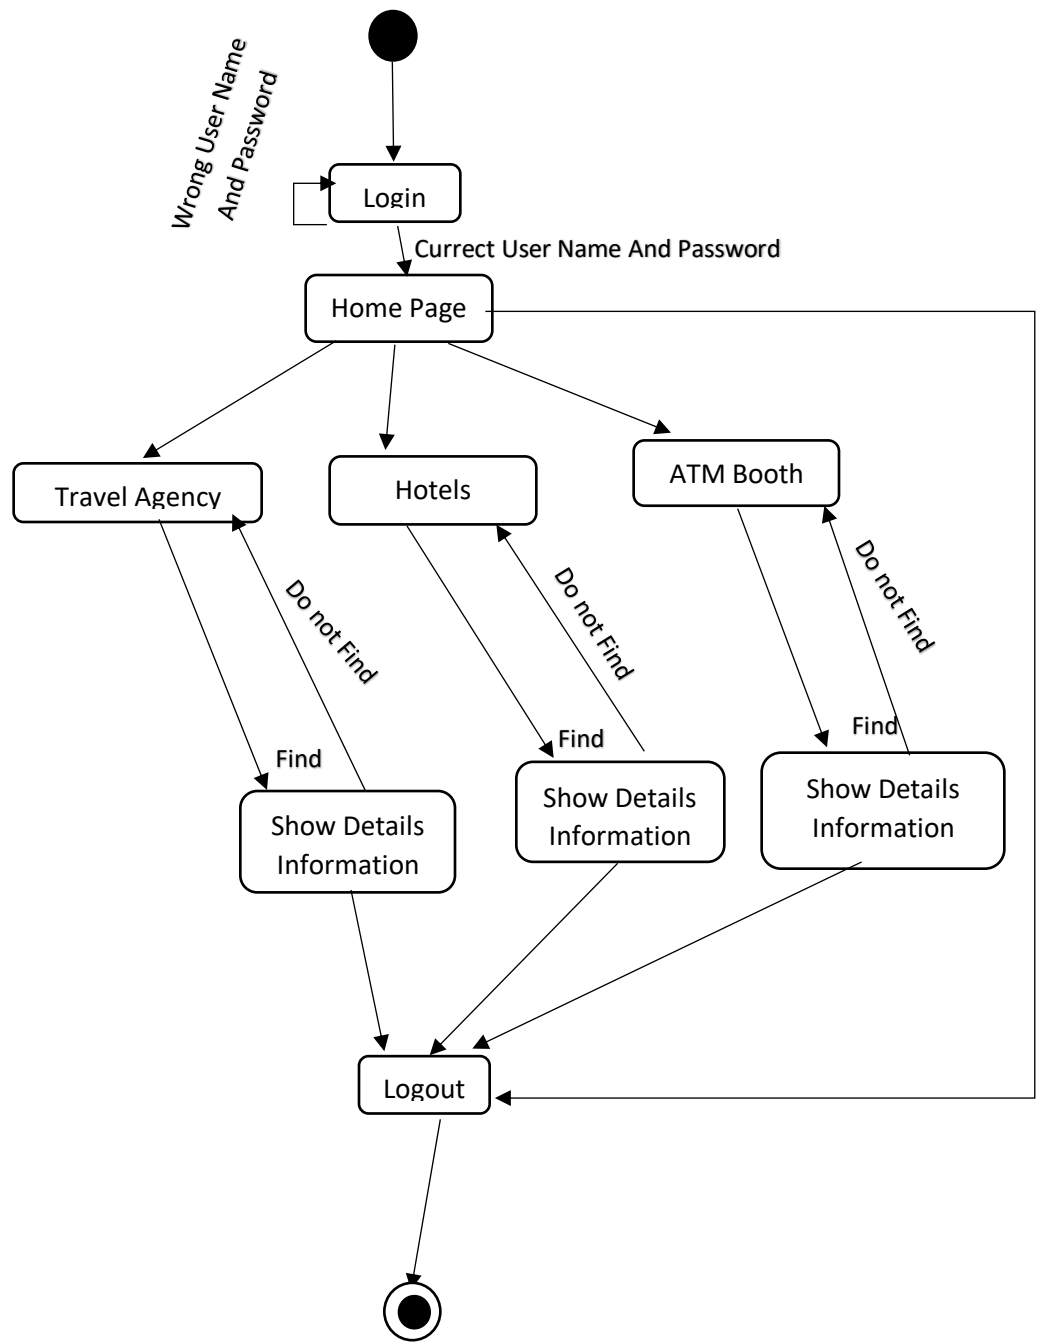 Wrong User Name
And Password
Login
Currect User Name And Password
Home Page
Travel Agency
Hotels
ATM Booth
Do not Find
Do not Find
Do not Find
Find
Find
Find
Show Details
Information
Show Details
Information
Show Details
Information
Logout